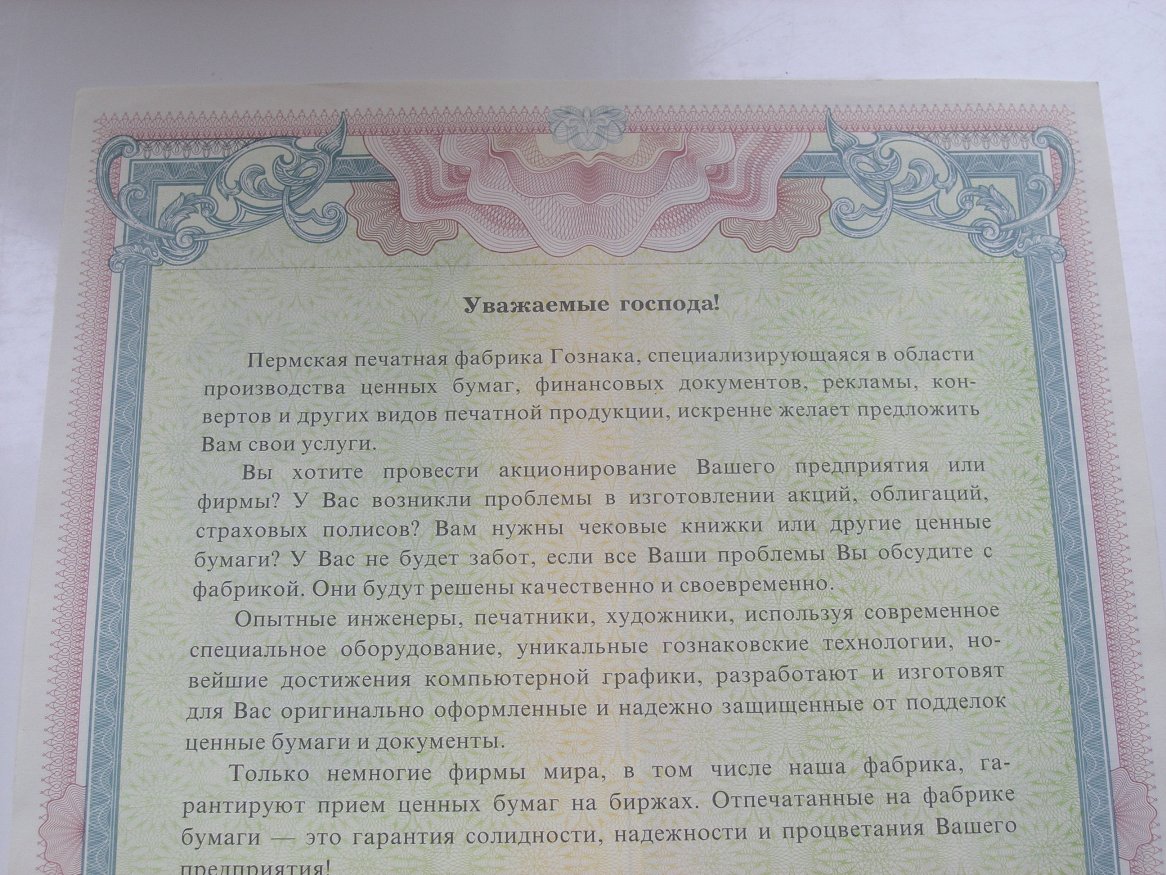 Уважаемые господа!
Пермская печатная фабрика Гознака, специализирующаяся в области
производства ценных бумаг, финансовых документов, рекламы, кон-
вертов и других видов печатной продукции, искренне желает предложить
Вам свои услуги.
Вы хотите провести акционирование Вашего предприятия или
фирмы? У Вас возникли проблемы в изготовлении акций, облигаций,
страховых полисов? Вам нужны чековые книжки или другие ценные
бумаги? У Вас не будет забот, если все Ваши проблемы Вы обсудите с
фабрикой. Они будут решены качественно и своевременно.
Опытные инженеры, печатники, художники, используя современное
специальное оборудование, уникальные гознаковские технологии, но-
вейшие достижения компьютерной графики, разработают и изготовят
для Вас оригинально оформленные и надежно защищенные от подделок
ценные бумаги и документы.
Только немногие фирмы мира, в том числе наша фабрика, га-
рантируют прием ценных бумаг на биржах. Отпечатанные на фабрике
бумаги — это гарантия солидности, надежности и процветания Вашего
предприятия!